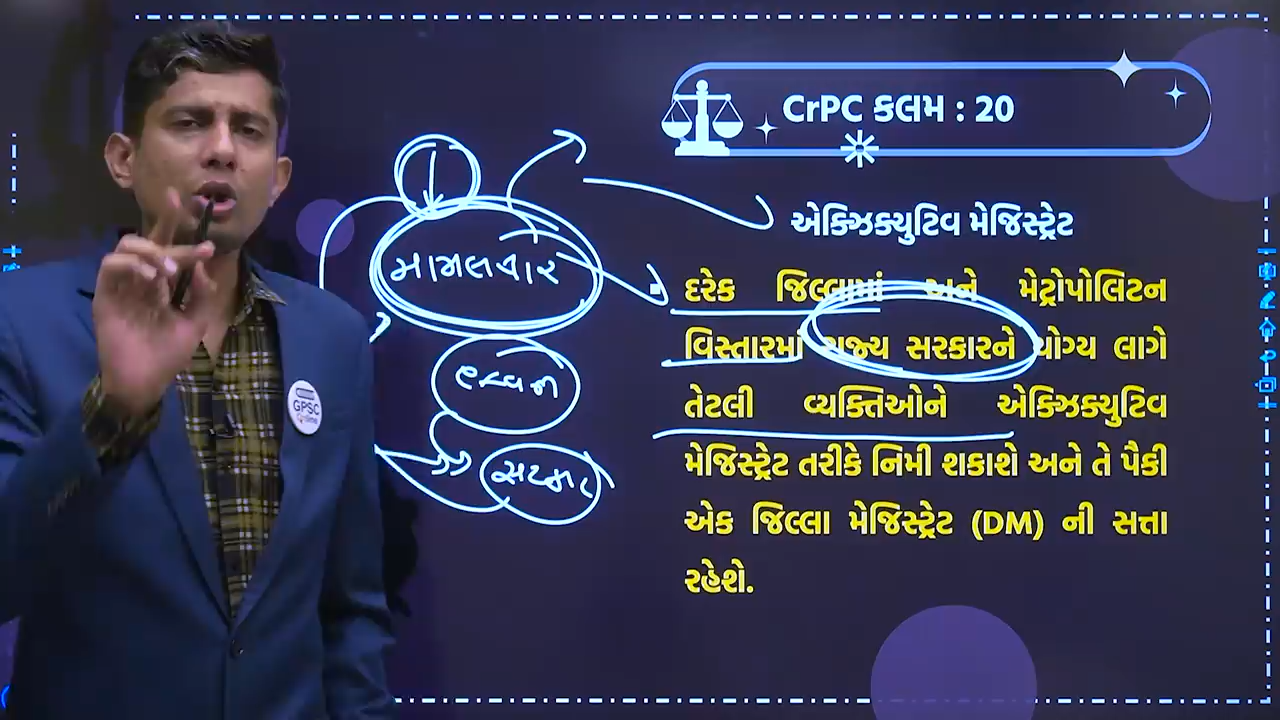 CrPC કલમ : 20
એક્ઝિક્યુટિવ મેજિસ્ટ્રેટ
દરેક જિલ્લામાં અને મેટ્રોપોલિટન
વિસ્તારમાં રાજ્ય સરકારને યોગ્ય લાગે
તેટલી વ્યક્તિઓને એક્ઝિક્યુટિવ
મેજિસ્ટ્રેટ તરીકે નિમી શકાશે અને તે પૈકી
એક જિલ્લા મેજિસ્ટ્રેટ (DM) ની સત્તા
રહેશે.
મામલતદાર
GPSC